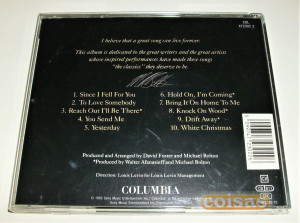 COL
I believe that a great song can live forever.
This album is dedicated to the great writers and the great artists
whose inspired performances have made these songs
"the classics" they deserve to be.
1. Since I Fell For You
2. To Love Somebody
3. Reach Out I'll Be There*
4. You Send Me
5. Yesterday
6. Hold On, I'm Coming*
7. Bring It On Home To Me
8. Knock On Wood*
9. Drift Away*
10. White Christmas
Produced and Arranged by David Foster and Michael Bolton
*Produced by Walter Afanasieff and Michael Bolton
Direction: Louis Levin for Louis Levin Management
COLUMBIA